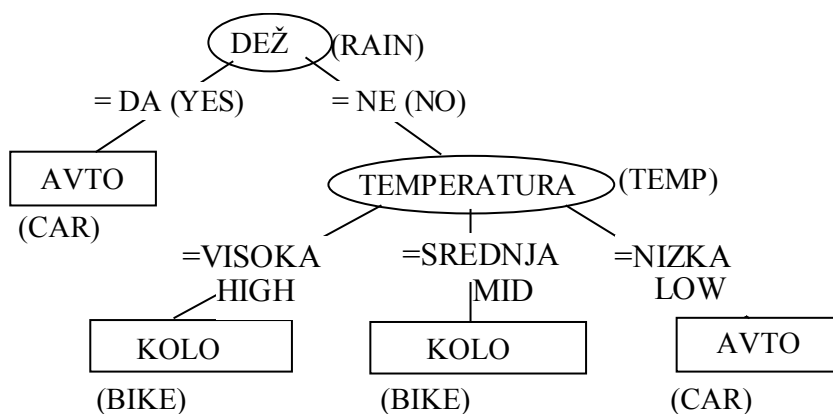 DEŽ (RAIN)
= DA (YES) = NE (NO)
AVTO
(CAR)
TEMPERATURA (TEMP)
=VISOKA =SREDNJA =NIZKA
HIGH MID LOW
KOLO KOLO AVTO
(BIKE) (BIKE) (CAR)